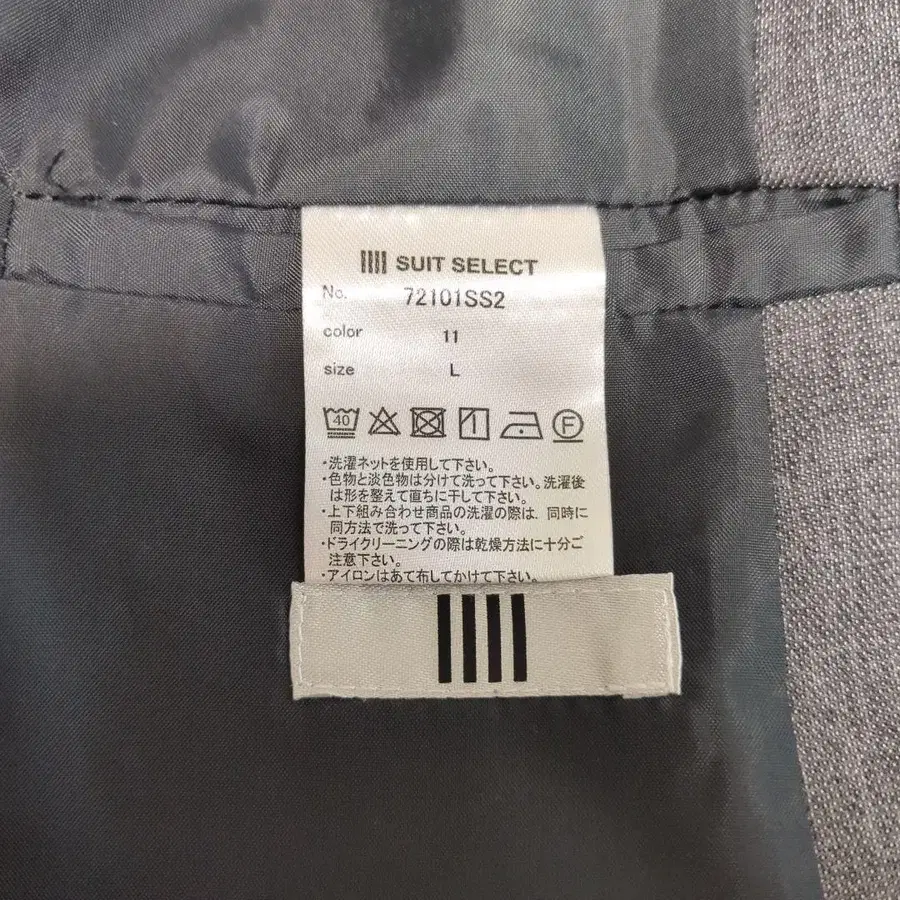 SUIT SELECT
No. 72101SS2
color 11
size L
40 F
・洗濯ネットを使用して下さい。
・色物と淡色物は分けて洗って下さい。洗濯後
は形を整えて直ちに干して下さい。
・上下組み合わせ商品の洗濯の際は、同時に
同方法で洗って下さい。
・ドライクリーニングの際は乾燥方法に十分ご
注意下さい。
・アイロンはあて布してかけて下さい。